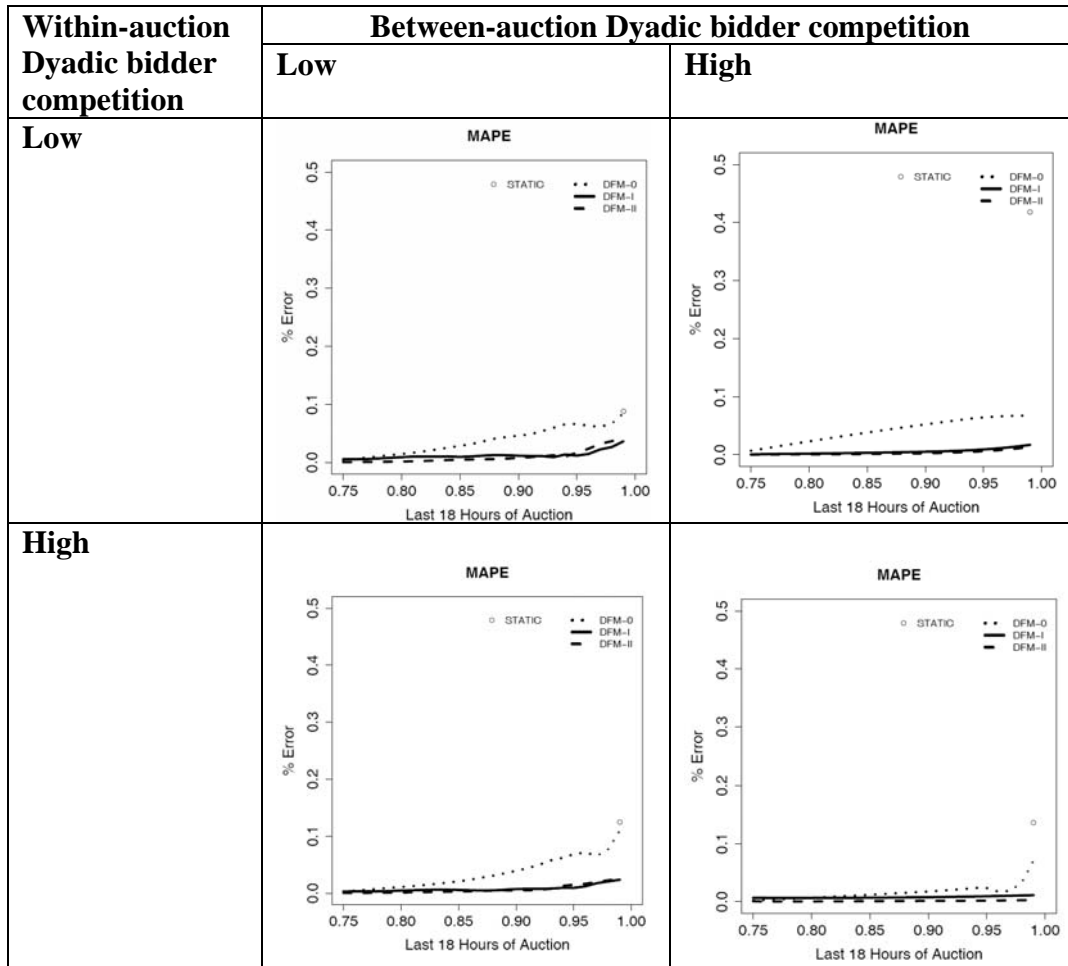 Within-auction
Dyadic bidder
competition
Between-auction Dyadic bidder competition
Low
High
Low
MAPE
% Error
0.0 0.1 0.2 0.3 0.4 0.5
STATIC
DFM-0
DFM-I
DFM-II
0.75 0.80 0.85 0.90 0.95 1.00
Last 18 Hours of Auction
MAPE
% Error
0.0 0.1 0.2 0.3 0.4 0.5
STATIC
DFM-0
DFM-I
DFM-II
0.75 0.80 0.85 0.90 0.95 1.00
Last 18 Hours of Auction
High
MAPE
% Error
0.0 0.1 0.2 0.3 0.4 0.5
STATIC
DFM-0
DFM-I
DFM-II
0.75 0.80 0.85 0.90 0.95 1.00
Last 18 Hours of Auction
MAPE
% Error
0.0 0.1 0.2 0.3 0.4 0.5
STATIC
DFM-0
DFM-I
DFM-II
0.75 0.80 0.85 0.90 0.95 1.00
Last 18 Hours of Auction